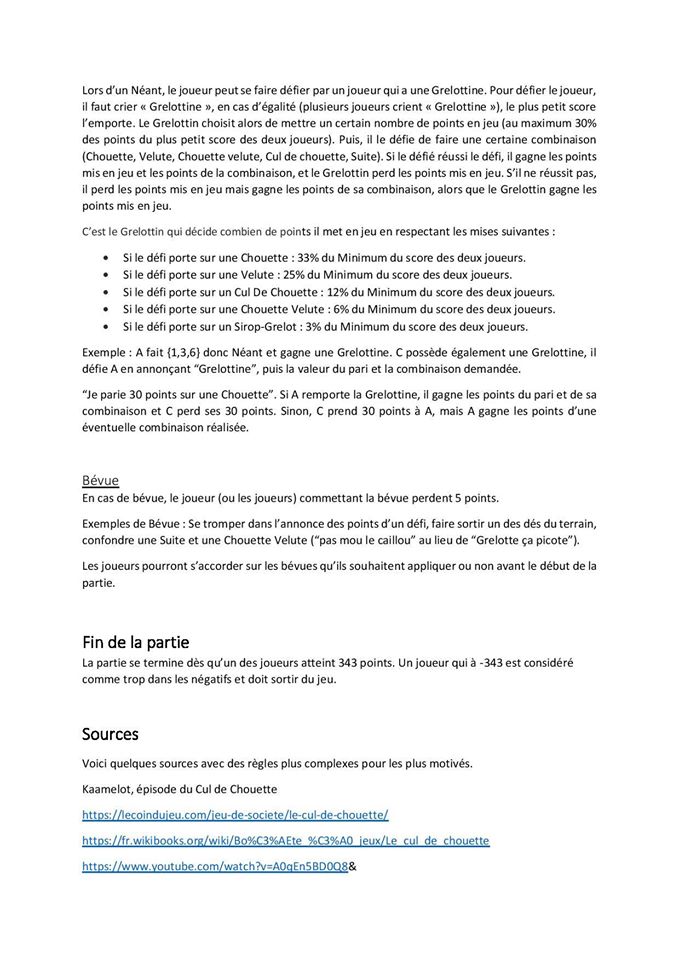 Lors d’un Néant, le joueur peut se faire défier par un joueur qui a une Grelottine. Pour défier le joueur,
il faut crier « Grelottine », en cas d’égalité (plusieurs joueurs crient « Grelottine »), le plus petit score
l’emporte. Le Grelottin choisit alors de mettre un certain nombre de points en jeu (au maximum 30%
des points du plus petit score des deux joueurs). Puis, il le défie de faire une certaine combinaison
(Chouette, Velute, Chouette velute, Cul de chouette, Suite). Si le défié réussi le défi, il gagne les points
mis en jeu et les points de la combinaison, et le Grelottin perd les points mis en jeu. S’il ne réussit pas,
il perd les points mis en jeu mais gagne les points de sa combinaison, alors que le Grelottin gagne les
points mis en jeu.
C’est le Grelottin qui décide combien de points il met en jeu en respectant les mises suivantes :
• Si le défi porte sur une Chouette : 33% du Minimum du score des deux joueurs.
• Si le défi porte sur une Velute : 25% du Minimum du score des deux joueurs.
• Si le défi porte sur un Cul De Chouette : 12% du Minimum du score des deux joueurs.
• Si le défi porte sur une Chouette Velute : 6% du Minimum du score des deux joueurs.
• Si le défi porte sur un Sirop-Grelot : 3% du Minimum du score des deux joueurs.
Exemple : A fait {1,3,6} donc Néant et gagne une Grelottine. C possède également une Grelottine, il
défie A en annonçant “Grelottine”, puis la valeur du pari et la combinaison demandée.
“Je parie 30 points sur une Chouette”. Si A remporte la Grelottine, il gagne les points du pari et de sa
combinaison et C perd ses 30 points. Sinon, C prend 30 points à A, mais A gagne les points d’une
éventuelle combinaison réalisée.
Bévue
En cas de bévue, le joueur (ou les joueurs) commettant la bévue perdent 5 points.
Exemples de Bévue : Se tromper dans l’annonce des points d’un défi, faire sortir un des dés du terrain,
confondre une Suite et une Chouette Velute (“pas mou le caillou” au lieu de “Grelotte ça picote”).
Les joueurs pourront s’accorder sur les bévues qu’ils souhaitent appliquer ou non avant le début de la
partie.
Fin de la partie
La partie se termine dès qu’un des joueurs atteint 343 points. Un joueur qui à -343 est considéré
comme trop dans les négatifs et doit sortir du jeu.
Sources
Voici quelques sources avec des règles plus complexes pour les plus motivés.
Kaamelot, épisode du Cul de Chouette
https://lecoindujeu.com/jeu-de-societe/le-cul-de-chouette/
https://fr.wikibooks.org/wiki/Bo%C3%AEte_%C3%A0_jeux/Le_cul_de_chouette
https://www.youtube.com/watch?v=A0gEn5BD0Q8&